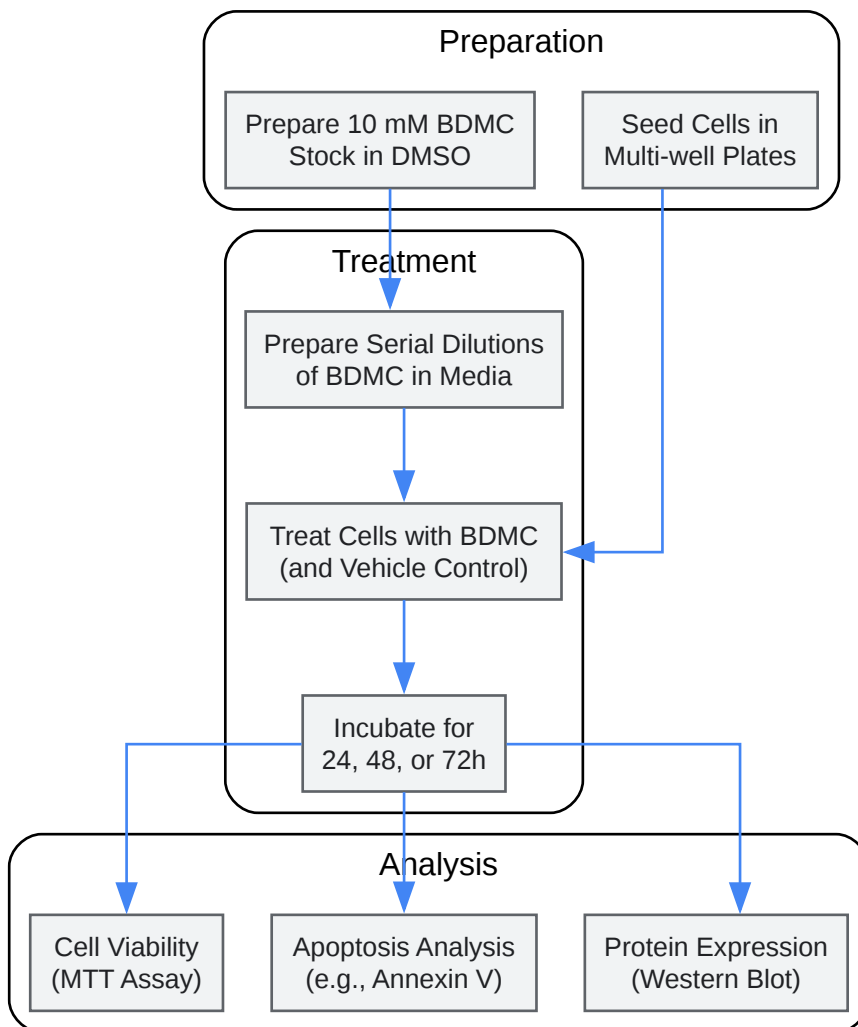 Preparation
Prepare 10 mM BDMC
Stock in DMSO
Seed Cells in
Multi-well Plates
Treatment
Prepare Serial Dilutions
of BDMC in Media
Treat Cells with BDMC
(and Vehicle Control)
Incubate for
24, 48, or 72h
Analysis
Cell Viability
(MTT Assay)
Apoptosis Analysis
(e.g., Annexin V)
Protein Expression
(Western Blot)